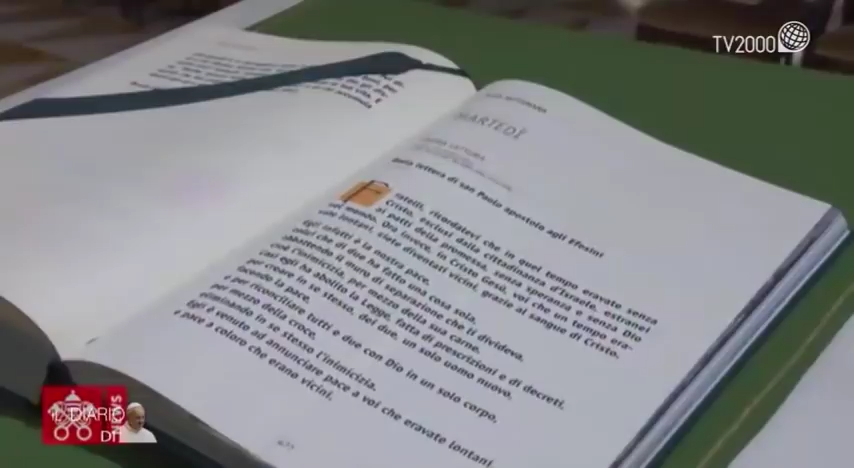 TV2000
MARTEDÌ
dalla lettera di san Paolo apostolo agli Efesini
Fratelli, ricordatevi che in quel tempo eravate senza
Cristo, esclusi dalla cittadinanza d'Israele, estranei
ai patti della promessa, senza speranza e senza Dio
nel mondo. Ora invece, in Cristo Gesù, voi che un tempo era-
vate lontani, siete diventati vicini, grazie al sangue di Cristo.
Egli infatti è la nostra pace,
colui che di due ha fatto una cosa sola,
abbattendo il muro di separazione che li divideva,
cioè l'inimicizia, per mezzo della sua carne.
Così egli ha abolito la Legge, fatta di prescrizioni e di decreti,
per creare in se stesso, dei due, un solo uomo nuovo,
facendo la pace,
e per riconciliare tutti e due con Dio in un solo corpo,
per mezzo della croce,
eliminando in se stesso l'inimicizia.
Egli è venuto ad annunciare pace a voi che eravate lontani
e pace a coloro che erano vicini.
IL DIARIO
DI